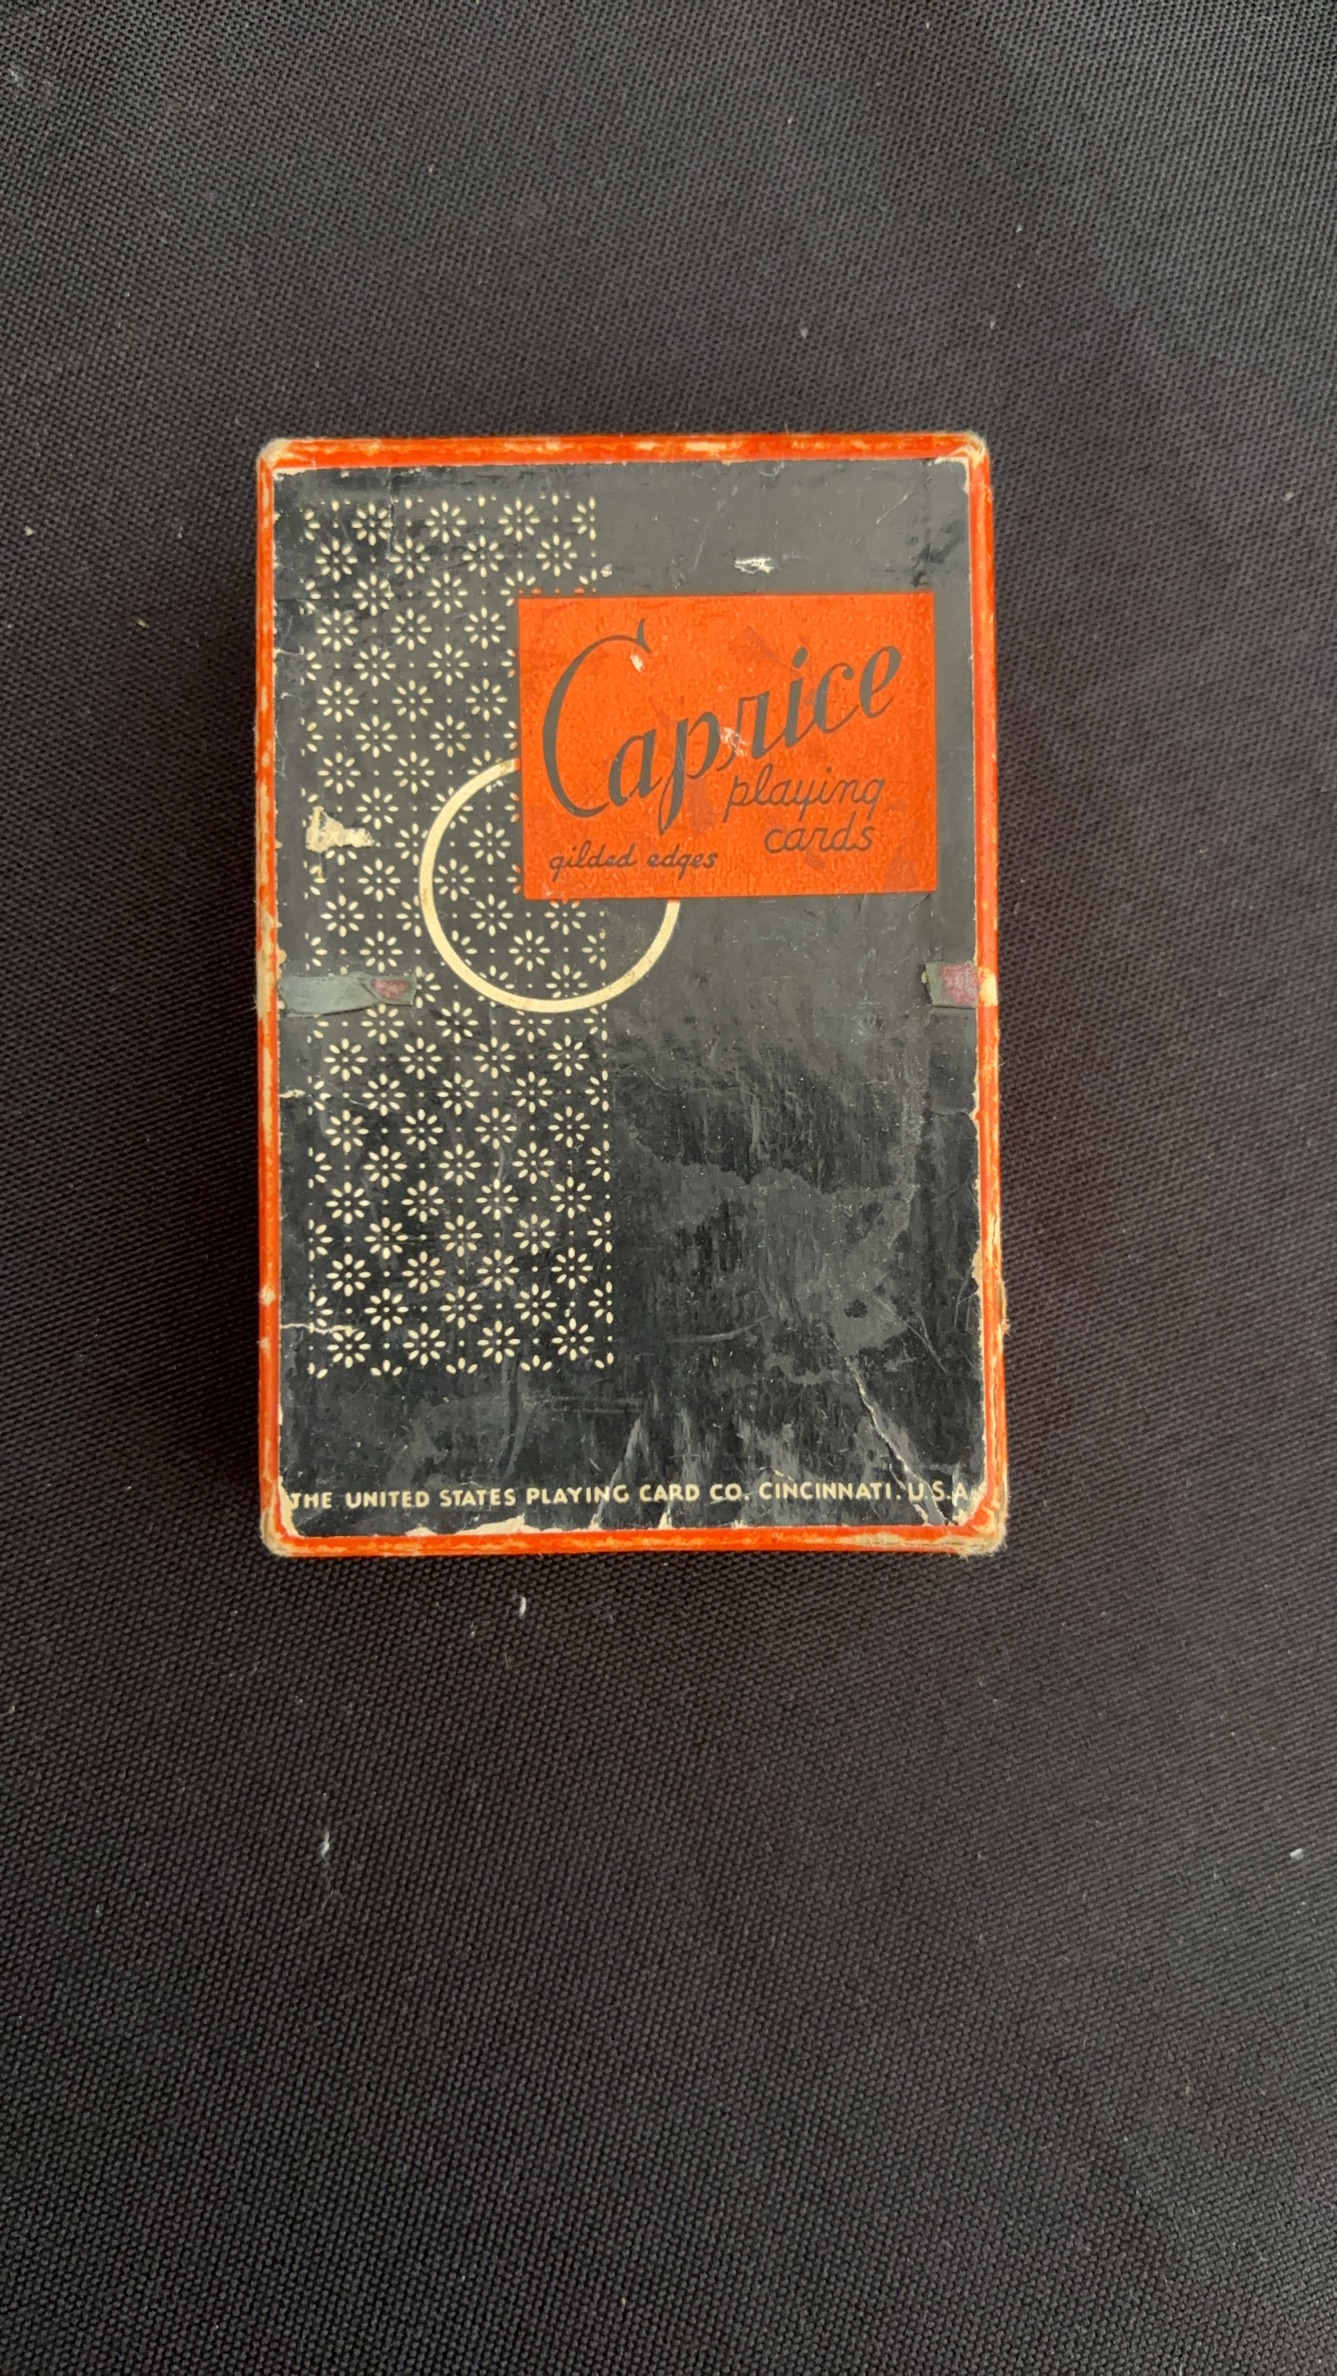 Caprice
playing
cards
gilded edges
THE UNITED STATES PLAYING CARD CO. CINCINNATI. U.S.A.